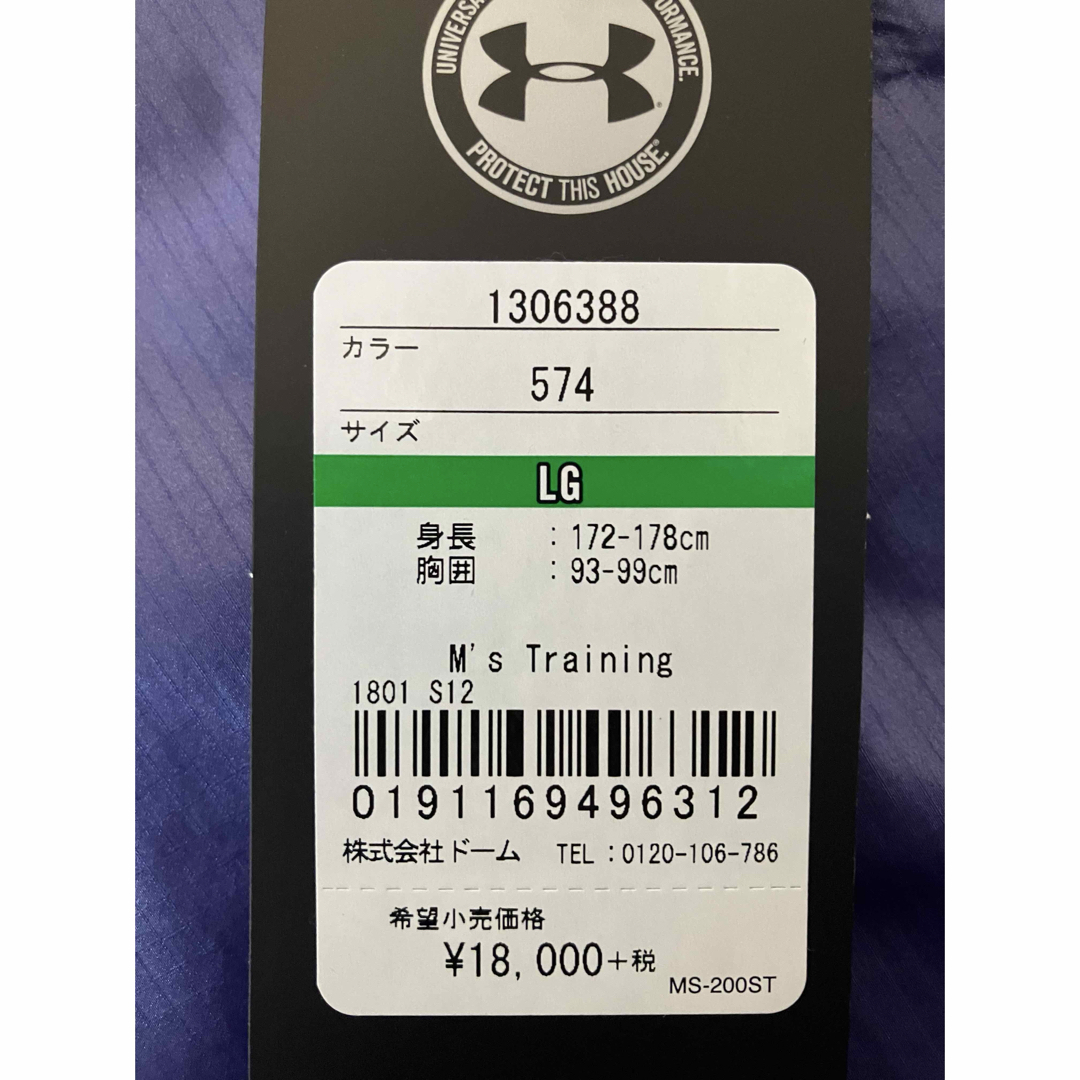 PROTECT THIS HOUSE.
1306388
カラー
574
サイズ
LG
身長 : 172-178cm
胸囲 : 93-99cm
M's Training
1801 S12
0191169496312
株式会社ドーム TEL:0120-106-786
希望小売価格
¥18,000+税
MS-200ST